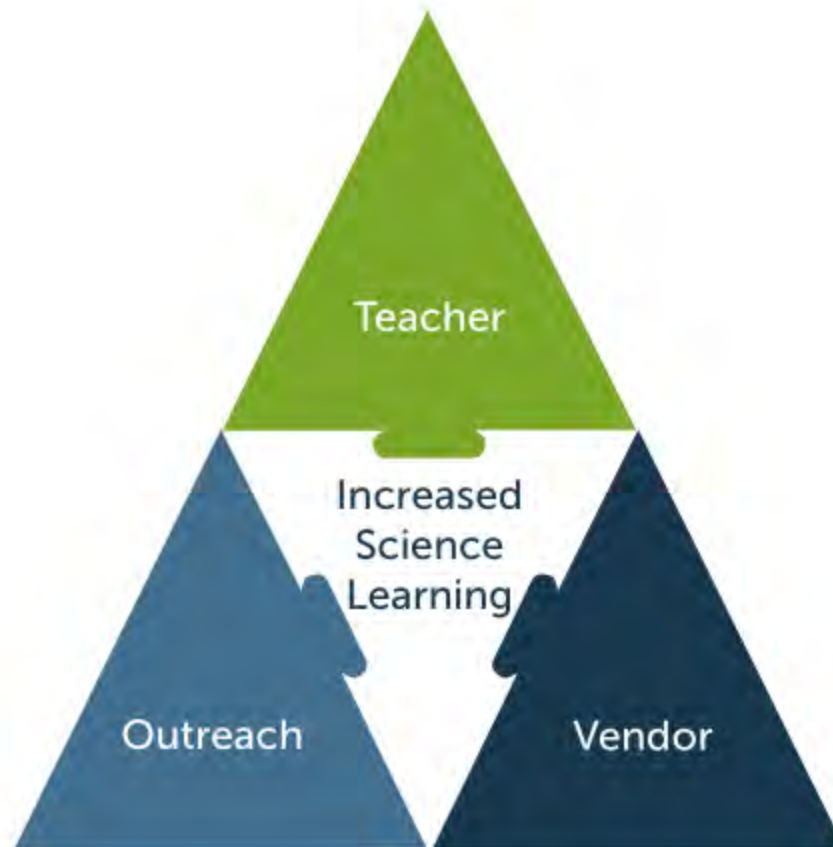 Teacher
Increased
Science
Learning
Outreach
Vendor